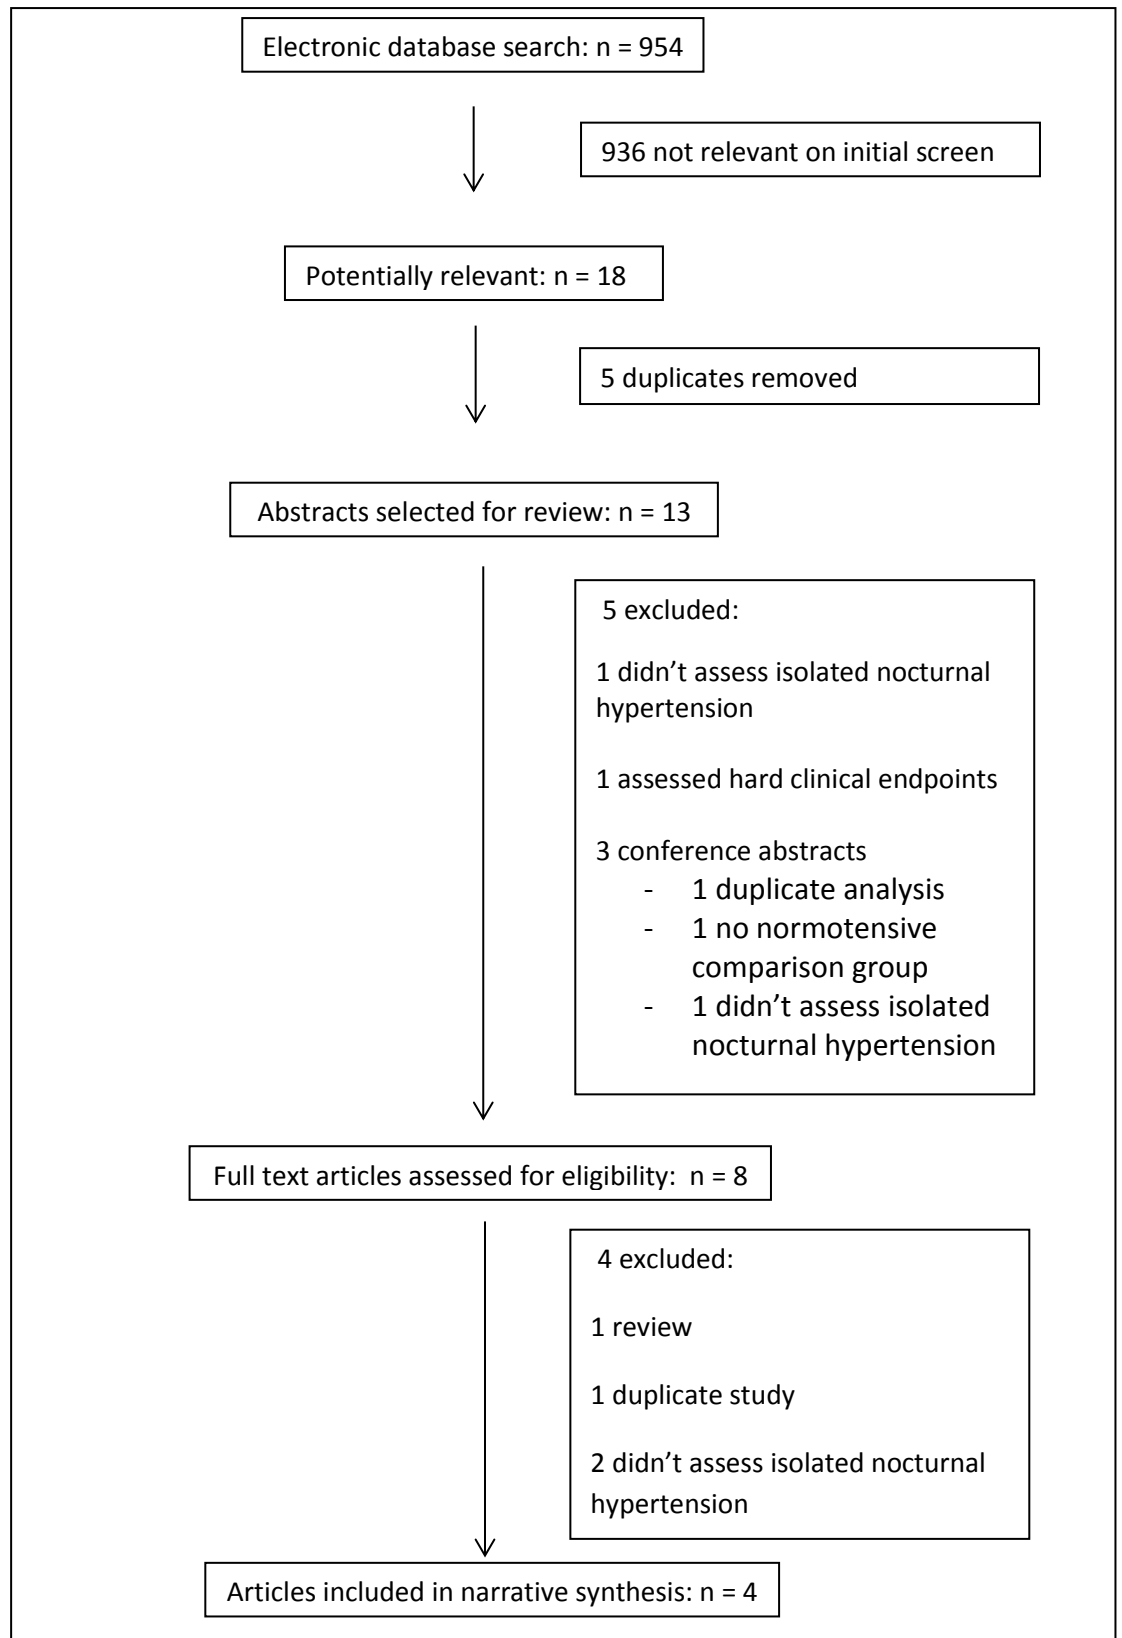 Electronic database search: n = 954
936 not relevant on initial screen
Potentially relevant: n = 18
5 duplicates removed
Abstracts selected for review: n = 13
5 excluded:
1 didn’t assess isolated nocturnal
hypertension
1 assessed hard clinical endpoints
3 conference abstracts
- 1 duplicate analysis
- 1 no normotensive
comparison group
- 1 didn’t assess isolated
nocturnal hypertension
Full text articles assessed for eligibility: n = 8
4 excluded:
1 review
1 duplicate study
2 didn’t assess isolated nocturnal
hypertension
Articles included in narrative synthesis: n = 4